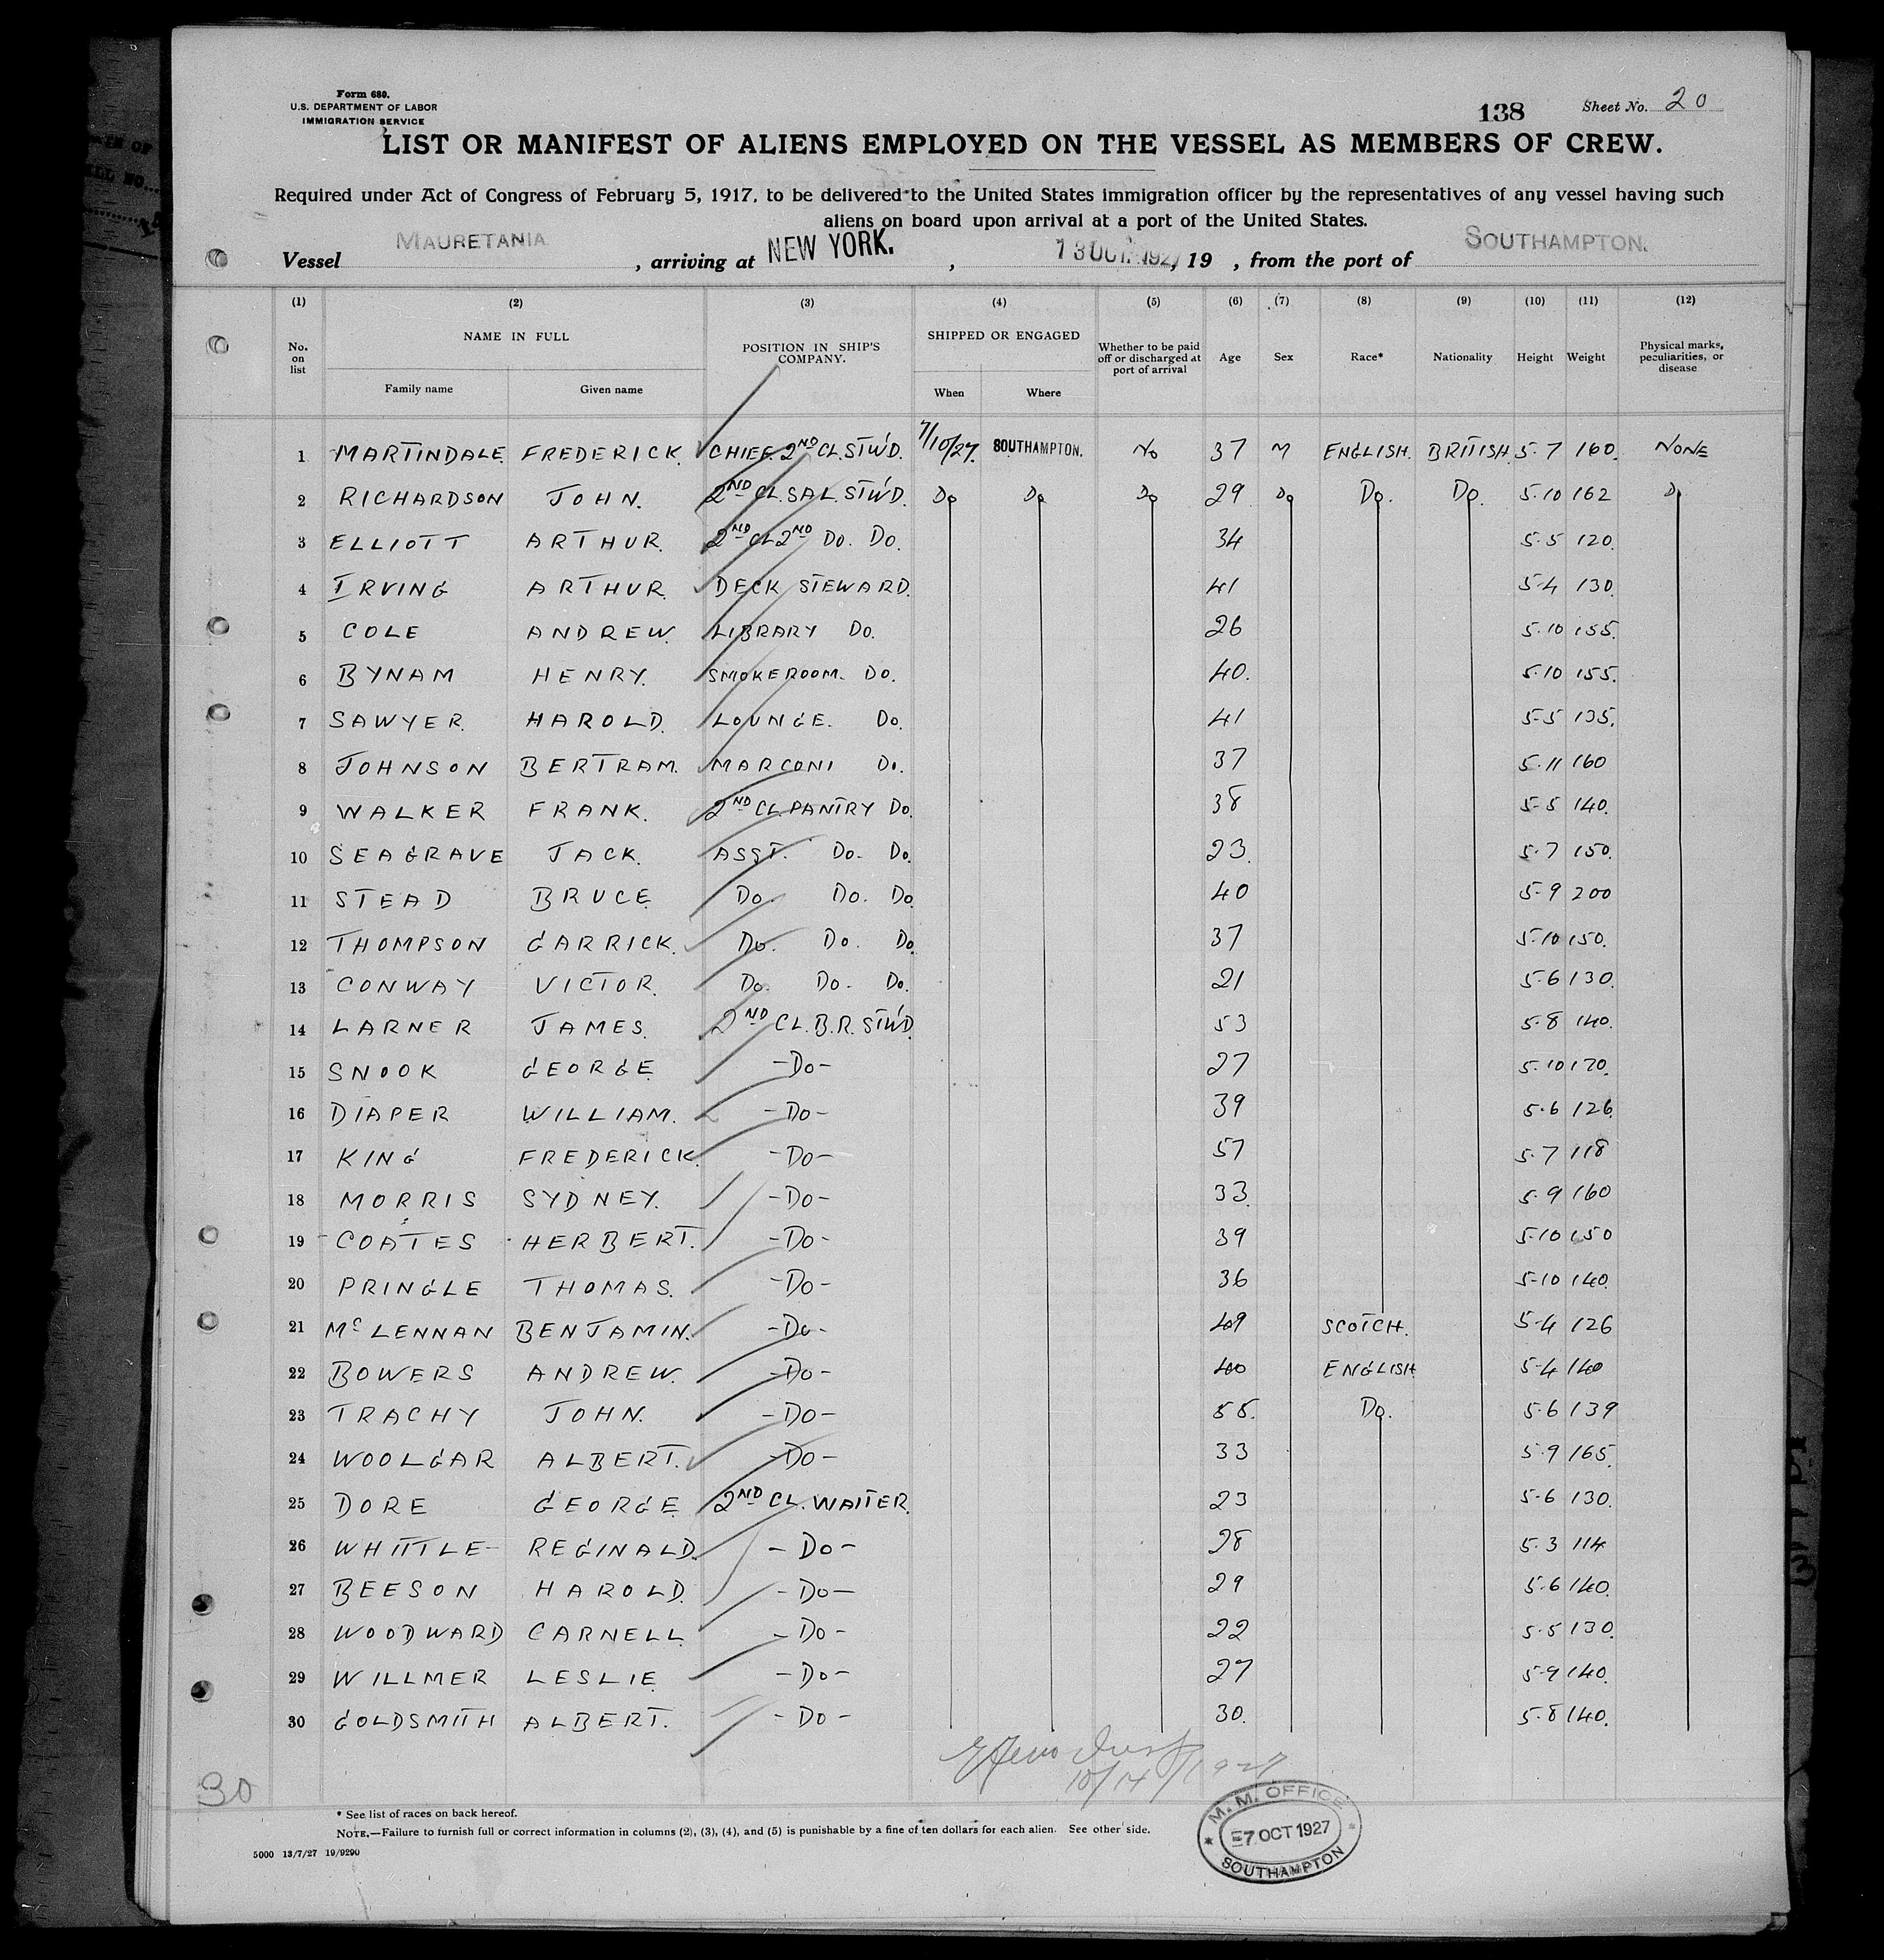 Form 680.
U.S. DEPARTMENT OF LABOR
IMMIGRATION SERVICE
138
Sheet No. 20
LIST OR MANIFEST OF ALIENS EMPLOYED ON THE VESSEL AS MEMBERS OF CREW.
Required under Act of Congress of February 5, 1917, to be delivered to the United States immigration officer by the representatives of any vessel having such
aliens on board upon arrival at a port of the United States.
Vessel MAURETANIA, arriving at NEW YORK., 13 OCT. 1927, 19 , from the port of SOUTHAMPTON.
(1) (2) (3) (4) (5) (6) (7) (8) (9) (10) (11) (12)
No. on list NAME IN FULL POSITION IN SHIP'S COMPANY. SHIPPED OR ENGAGED Whether to be paid off or discharged at port of arrival Age Sex Race* Nationality Height Weight Physical marks, peculiarities, or disease
Family name Given name When Where
1 MARTINDALE. FREDERICK. CHIEF. 2ND CL. STW'D. 7/10/27. SOUTHAMPTON. No 37 M ENGLISH. BRITISH. 5-7 160. NONE
2 RICHARDSON JOHN. 2ND CL. SAL. STW'D. Do Do Do 29 Do Do. Do. 5.10 162 D
3 ELLIOTT ARTHUR. 2ND CL 2ND Do. Do. 34 5-5 120.
4 IRVING ARTHUR. DECK STEWARD. 41 5-4 130.
5 COLE ANDREW. LIBRARY Do. 26 5.10 155.
6 BYNAM HENRY. SMOKEROOM. Do. 40. 5.10 155.
7 SAWYER. HAROLD. LOUNGE. Do. 41 5-5 135.
8 JOHNSON BERTRAM. MARCONI Do. 37 5.11 160
9 WALKER FRANK. 2ND CL. PANTRY Do. 38 5-5 140.
10 SEAGRAVE JACK. ASST. Do. Do. 23. 5.7 150.
11 STEAD BRUCE Do. Do. Do. 40 5-9 200
12 THOMPSON GARRICK. Do. Do. Do. 37 5.10 150.
13 CONWAY VICTOR. Do. Do. Do. 21 5-6 130.
14 LARNER JAMES. 2ND CL. B.R. STW'D 53 5.8 140.
15 SNOOK GEORGE -Do- 27 5.10 170.
16 DIAPER WILLIAM. -Do- 39 5.6 126.
17 KING FREDERICK. -Do- 57 5.7 118
18 MORRIS SYDNEY. -Do- 33. 5.9 160
19 COATES HERBERT. -Do- 39 5-10 150
20 PRINGLE THOMAS. -Do- 36 5-10 140.
21 McLENNAN BENJAMIN. -Do- 49 SCOTCH. 5-4 126
22 BOWERS ANDREW. -Do- 40 ENGLISH 5-4 140
23 TRACHY JOHN. -Do- 55. Do. 5.6 139
24 WOOLGAR ALBERT. -Do- 33 5.9 165.
25 DORE GEORGE 2ND CL. WAITER. 23 5-6 130.
26 WHITTLE REGINALD. -Do- 28 5.3 114
27 BEESON HAROLD. -Do- 29 5.6 140.
28 WOODWARD CARNELL. -Do- 22 5.5 130.
29 WILLMER LESLIE -Do- 27 5-9 140.
30 GOLDSMITH ALBERT. -Do- 30. 5.8 140.
10/14/1927
30
* See list of races on back hereof.
NOTE.—Failure to furnish full or correct information in columns (2), (3), (4), and (5) is punishable by a fine of ten dollars for each alien. See other side.
5000 13/7/27 19/9290
M. M. OFFICE
7 OCT 1927
SOUTHAMPTON